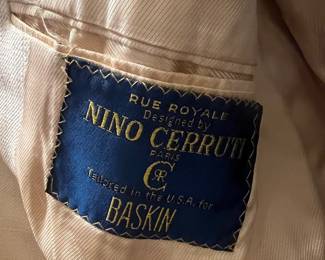 RUE ROYALE
Designed by
NINO CERRUTI
PARIS
CR
Tailored in the U.S.A. for
BASKIN